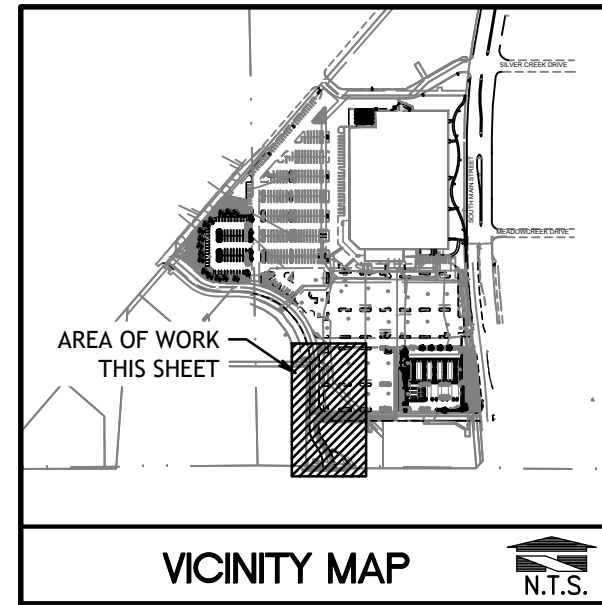 SILVER CREEK DRIVE
SOUTH MAIN STREET
MEADOWCREEK DRIVE
AREA OF WORK
THIS SHEET
VICINITY MAP
N.T.S.